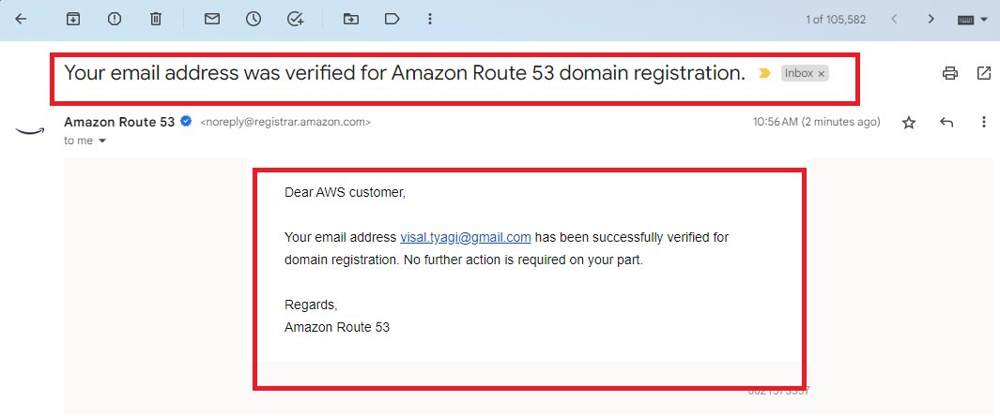 1 of 105,582
Your email address was verified for Amazon Route 53 domain registration. Inbox x
Amazon Route 53 <noreply@registrar.amazon.com> 10:56 AM (2 minutes ago)
to me
Dear AWS customer,
Your email address visal.tyagi@gmail.com has been successfully verified for
domain registration. No further action is required on your part.
Regards,
Amazon Route 53